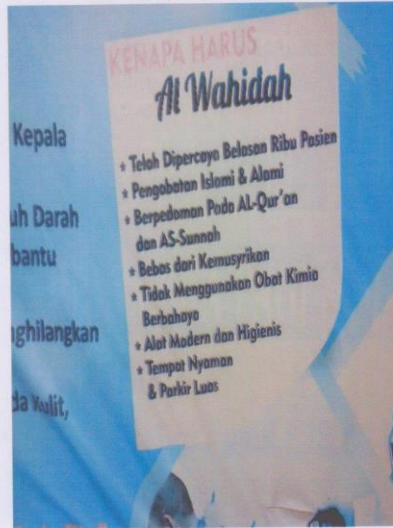 KENAPA HARUS
Al Wahidah
* Telah Dipercaya Belasan Ribu Pasien
* Pengobatan Islami & Alami
* Berpedoman Pada AL-Qur'an
dan AS-Sunnah
* Bebas dari Kemusyrikan
* Tidak Menggunakan Obat Kimia
Berbahaya
* Alat Modern dan Higienis
* Tempat Nyaman
& Parkir Luas
Kepala
uh Darah
bantu
ghilangkan
da Kulit,